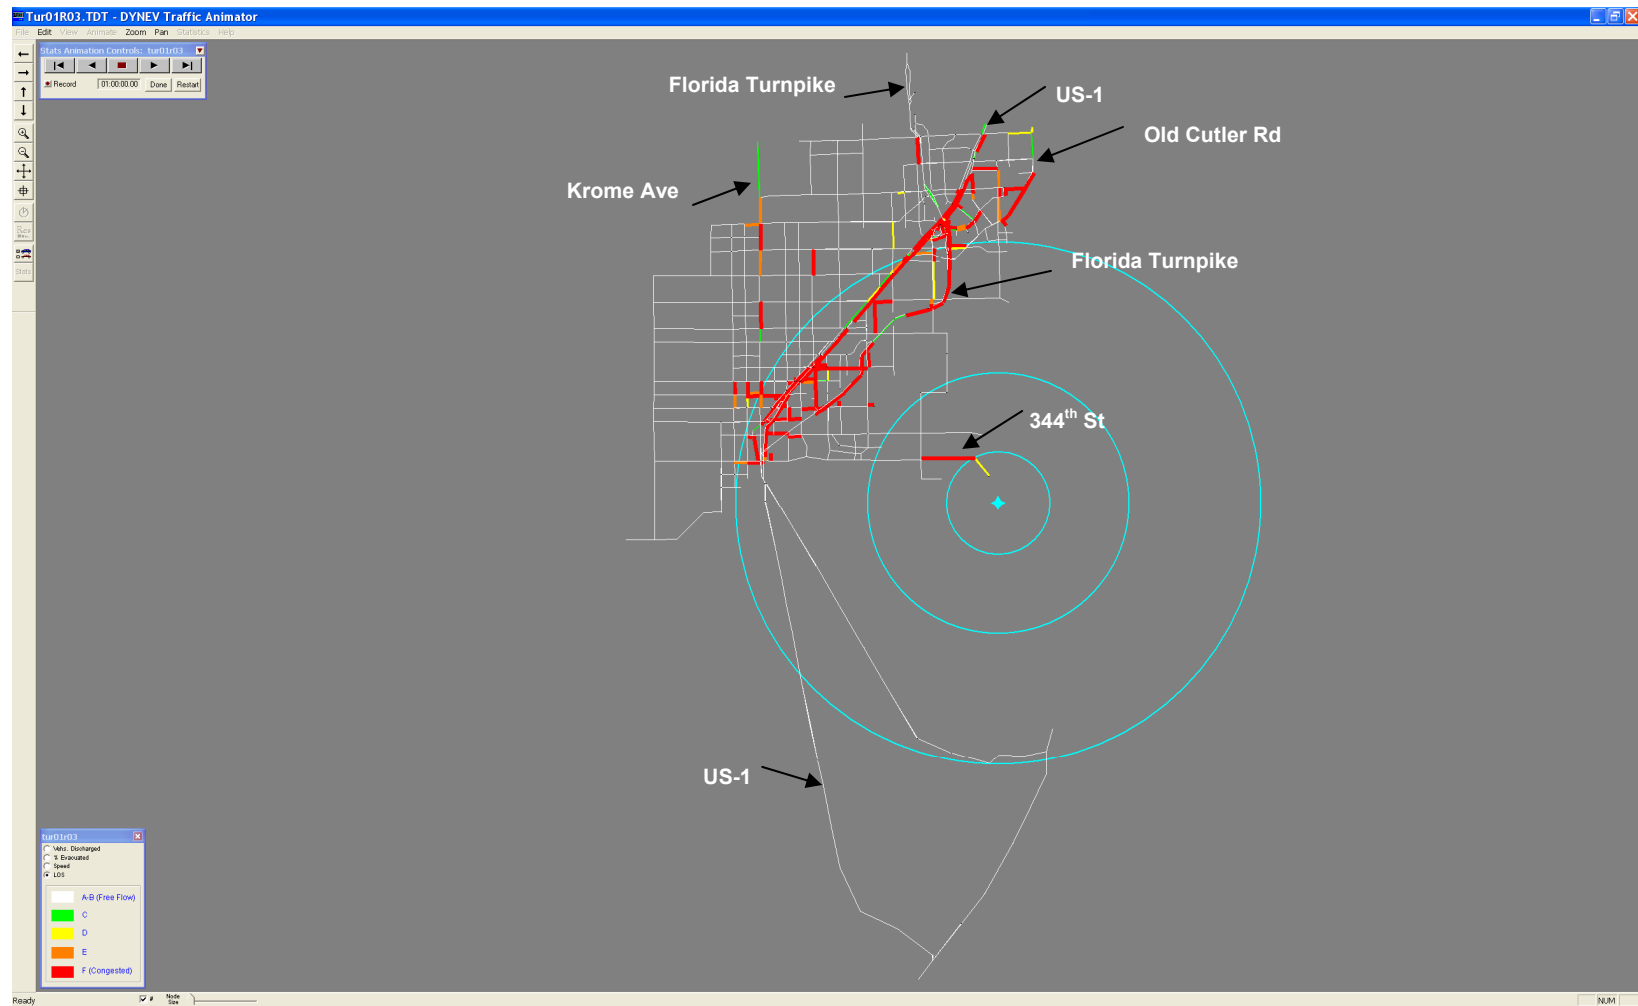 Tur01R03.TDT - DYNEV Traffic Animator
File Edit View Animate Zoom Pan Statistics Help
Stats Animation Controls: tur01r03
Record 01:00:00.00 Done Restart
Stats
Florida Turnpike
US-1
Old Cutler Rd
Krome Ave
Florida Turnpike
344th St
US-1
tur01r03
Vehs. Discharged
% Evacuated
Speed
LOS
A-B (Free Flow)
C
D
E
F (Congested)
Ready
# Node
Size
NUM